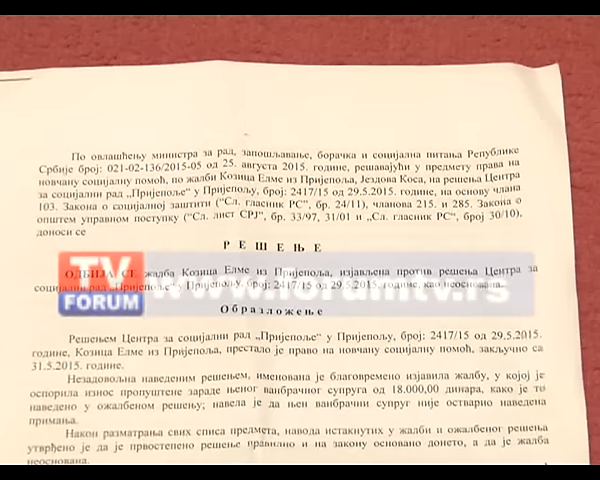 По овлашћењу министра за рад, запошљавање, борачка и социјална питања Републике
Србије број: 021-02-136/2015-05 од 25. августа 2015. године, решавајући у предмету права на
новчану социјалну помоћ, по жалби Козица Елме из Пријепоља, Јездова Коса, на решења Центра
за социјални рад „Пријепоље“ у Пријепољу, број: 2417/15 од 29.5.2015. године, на основу члана
103. Закона о социјалној заштити ("Сл. гласник РС", бр. 24/11), чланова 215. и 285. Закона о
општем управном поступку ("Сл. лист СРЈ", бр. 33/97, 31/01 и „Сл. гласник РС“, број 30/10),
доноси се
Р Е Ш Е Њ Е
ОДБИЈА СЕ жалба Козица Елме из Пријепоља, изјављена против решења Центра за
социјални рад „Пријепоље“ у Пријепољу, број: 2417/15 од 29.5.2015. године, као неоснована.
TV
FORUM
www.forumtv.rs
О б р а з л о ж е њ е
Решењем Центра за социјални рад „Пријепоље“ у Пријепољу, број: 2417/15 од 29.5.2015.
године, Козица Елме из Пријепоља, престало је право на новчану социјалну помоћ, закључно са
31.5.2015. године.
Незадовољна наведеним решењем, именована је благовремено изјавила жалбу, у којој је
оспорила износ пропуштене зараде њеног ванбрачног супруга од 18.000,00 динара, како је то
наведено у ожалбеном решењу; навела је да њен ванбрачни супруг није остварио наведена
примања.
Након разматрања свих списа предмета, навода истакнутих у жалби и ожалбеног решења
утврђено је да је првостепено решење правилно и на закону основано донето, а да је жалба
неоснована.